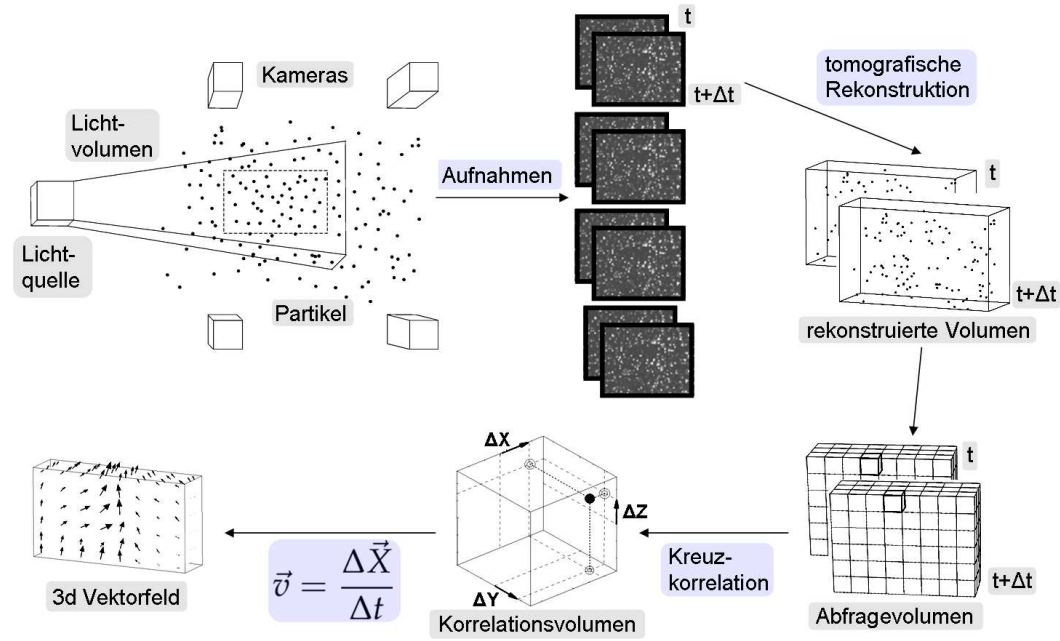 Kameras
Licht-
volumen
Licht-
quelle
Partikel
Aufnahmen
t
t+Δt
tomografische
Rekonstruktion
t
t+Δt
rekonstruierte Volumen
t
t+Δt
Abfragevolumen
Kreuz-
korrelation
ΔX
ΔZ
ΔY
Korrelationsvolumen
v⃗ = ΔX⃗ / Δt
3d Vektorfeld